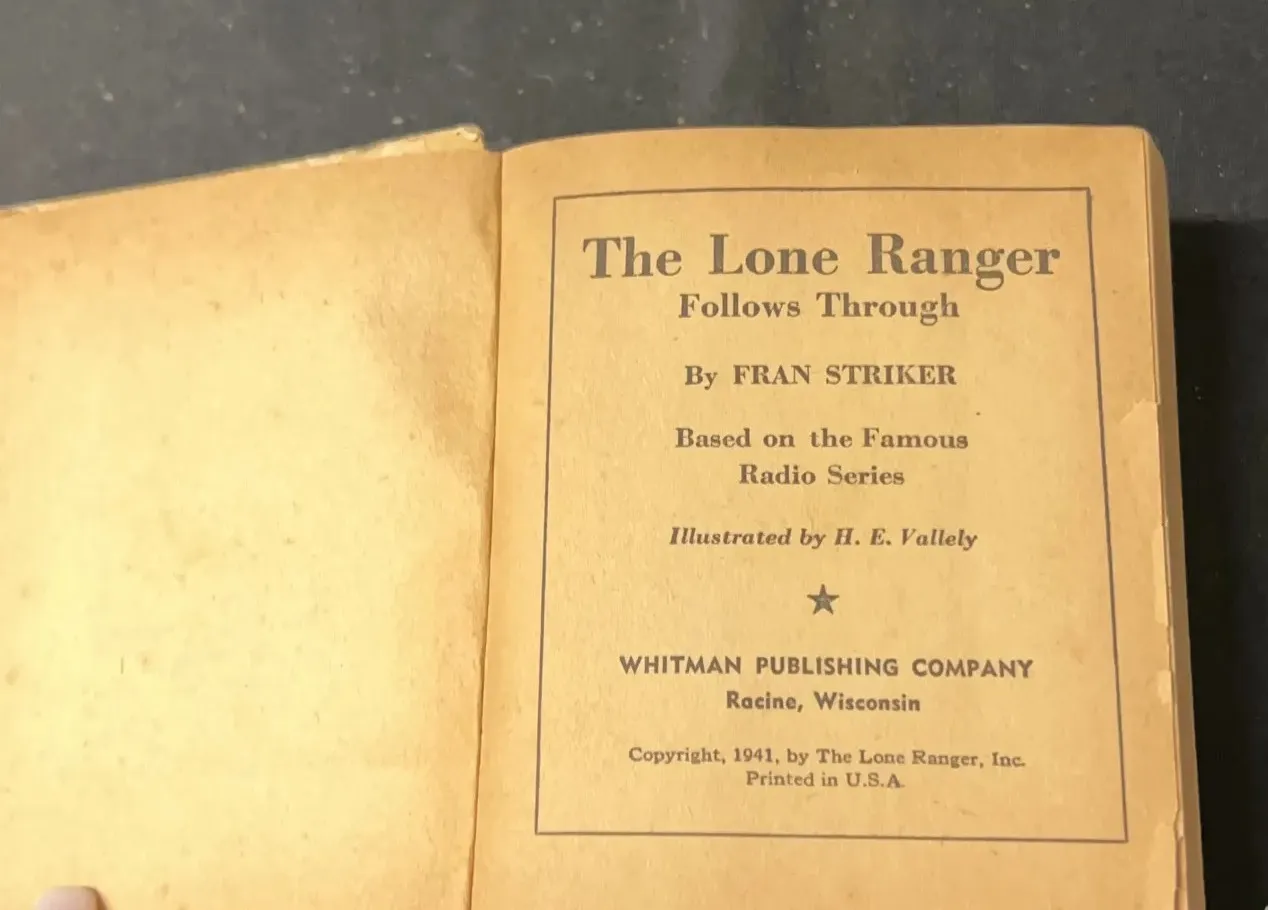 The Lone Ranger
Follows Through
By FRAN STRIKER
Based on the Famous
Radio Series
Illustrated by H. E. Vallely
WHITMAN PUBLISHING COMPANY
Racine, Wisconsin
Copyright, 1941, by The Lone Ranger, Inc.
Printed in U.S.A.